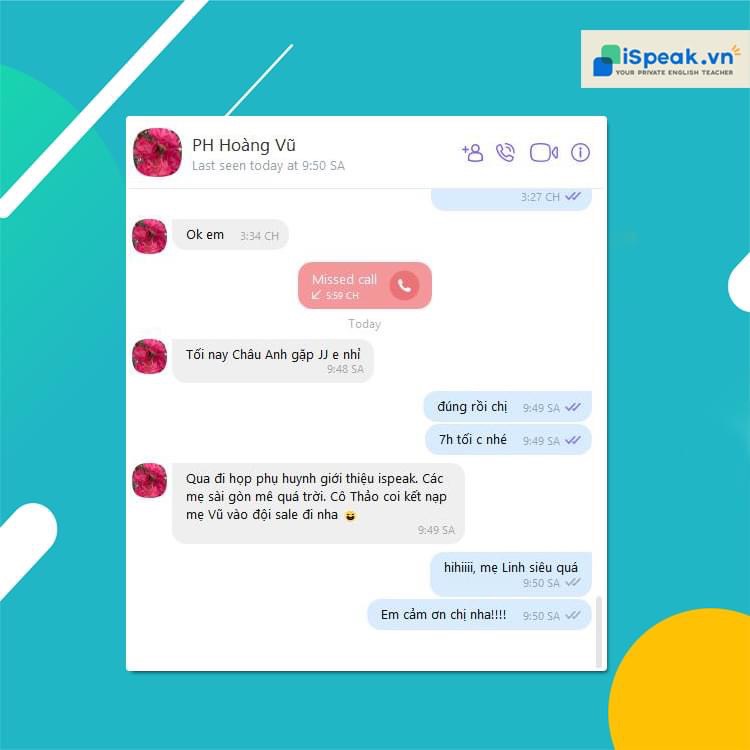 iSpeak.vn
YOUR PRIVATE ENGLISH TEACHER
PH Hoàng Vũ
Last seen today at 9:50 SA
3:27 CH
Ok em 3:34 CH
Missed call
5:59 CH
Today
Tối nay Châu Anh gặp JJ e nhỉ
9:48 SA
đúng rồi chị 9:49 SA
7h tối c nhé 9:49 SA
Qua đi họp phụ huynh giới thiệu ispeak. Các
mẹ sài gòn mê quá trời. Cô Thảo coi kết nạp
mẹ Vũ vào đội sale đi nha
9:49 SA
hihiiii, mẹ Linh siêu quá
9:50 SA
Em cảm ơn chị nha!!!! 9:50 SA